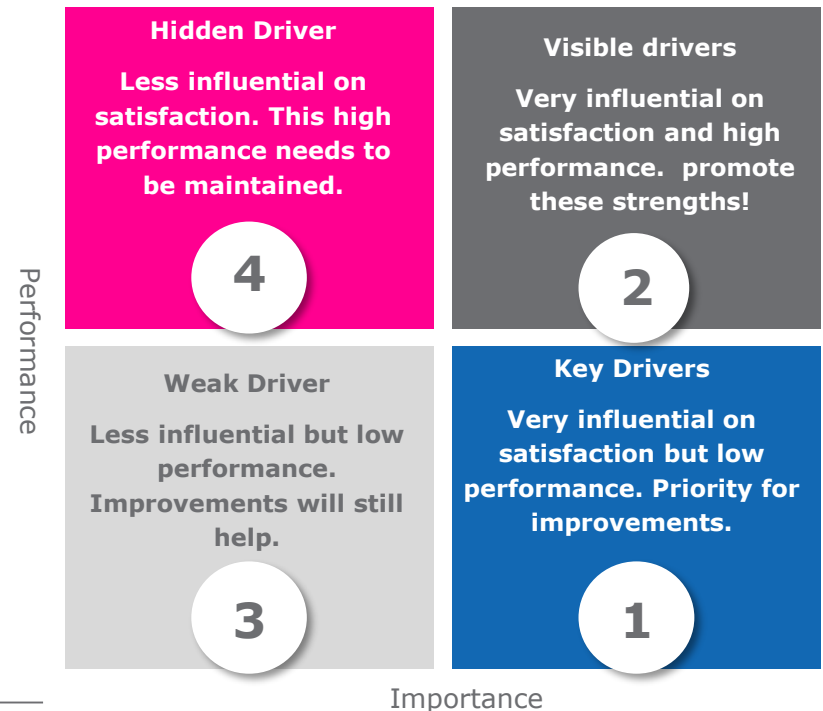 Hidden Driver
Less influential on
satisfaction. This high
performance needs to
be maintained.
4
Visible drivers
Very influential on
satisfaction and high
performance.  promote
these strengths!
2
Performance
Weak Driver
Less influential but low
performance.
Improvements will still
help.
3
Key Drivers
Very influential on
satisfaction but low
performance. Priority for
improvements.
1
Importance